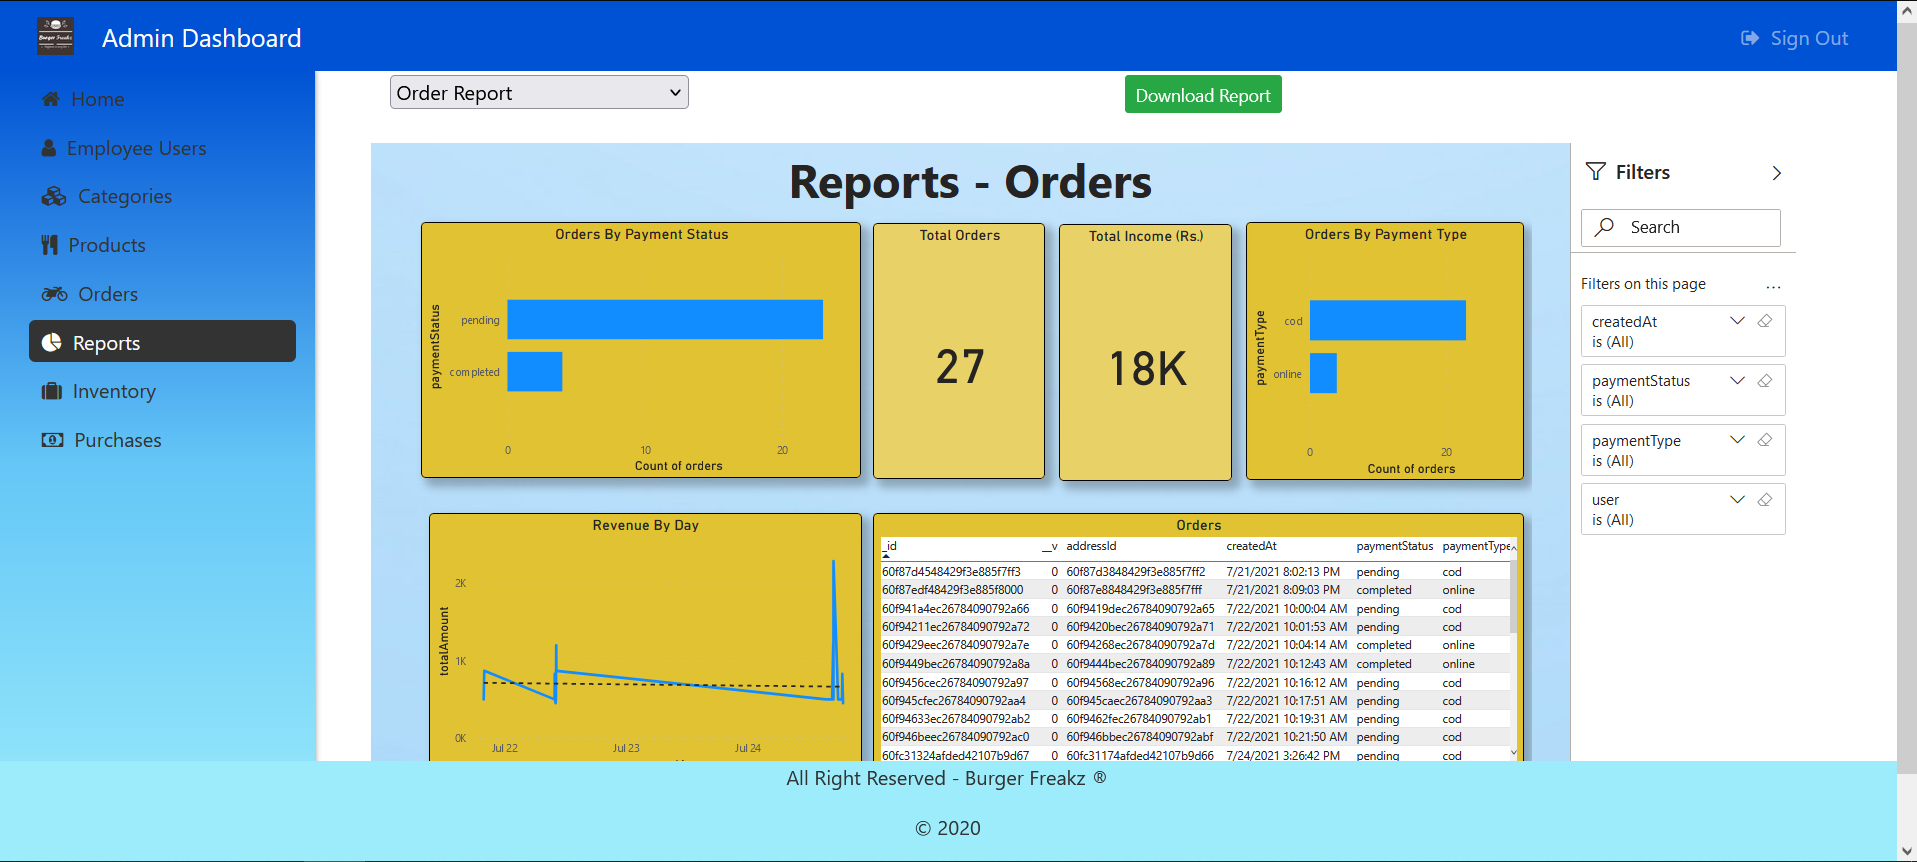 Burger Freakz
Admin Dashboard
Sign Out
Home
Employee Users
Categories
Products
Orders
Reports
Inventory
Purchases
Order Report
Download Report
Reports - Orders
Orders By Payment Status
paymentStatus
pending
completed
0 10 20
Count of orders
Total Orders
27
Total Income (Rs.)
18K
Orders By Payment Type
paymentType
cod
online
0 20
Count of orders
Revenue By Day
totalAmount
2K
1K
0K
Jul 22 Jul 23 Jul 24
Orders
_id __v addressId createdAt paymentStatus paymentType
60f87d4548429f3e885f7ff3 0 60f87d3848429f3e885f7ff2 7/21/2021 8:02:13 PM pending cod
60f87edf48429f3e885f8000 0 60f87e8848429f3e885f7fff 7/21/2021 8:09:03 PM completed online
60f941a4ec26784090792a66 0 60f9419dec26784090792a65 7/22/2021 10:00:04 AM pending cod
60f94211ec26784090792a72 0 60f9420bec26784090792a71 7/22/2021 10:01:53 AM pending cod
60f9429eec26784090792a7e 0 60f94268ec26784090792a7d 7/22/2021 10:04:14 AM completed online
60f9449bec26784090792a8a 0 60f9444bec26784090792a89 7/22/2021 10:12:43 AM completed online
60f9456cec26784090792a97 0 60f94568ec26784090792a96 7/22/2021 10:16:12 AM pending cod
60f945cfec26784090792aa4 0 60f945caec26784090792aa3 7/22/2021 10:17:51 AM pending cod
60f94633ec26784090792ab2 0 60f9462fec26784090792ab1 7/22/2021 10:19:31 AM pending cod
60f946beec26784090792ac0 0 60f946bbec26784090792abf 7/22/2021 10:21:50 AM pending cod
60fc31324afded42107b9d67 0 60fc31174afded42107b9d66 7/24/2021 3:26:42 PM pending cod
Filters
Search
Filters on this page
...
createdAt
is (All)
paymentStatus
is (All)
paymentType
is (All)
user
is (All)
All Right Reserved - Burger Freakz ®
© 2020